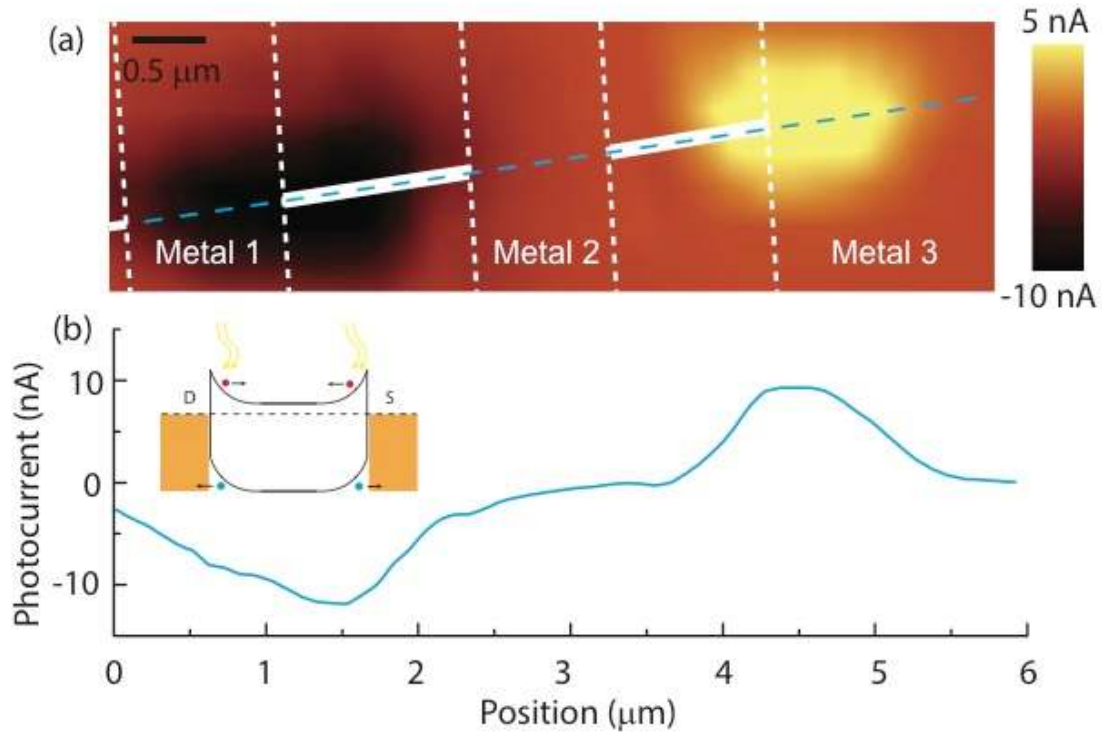 (a)
0.5 μm
Metal 1
Metal 2
Metal 3
5 nA
-10 nA
(b)
D
S
Photocurrent (nA)
10
0
-10
0 1 2 3 4 5 6
Position (μm)